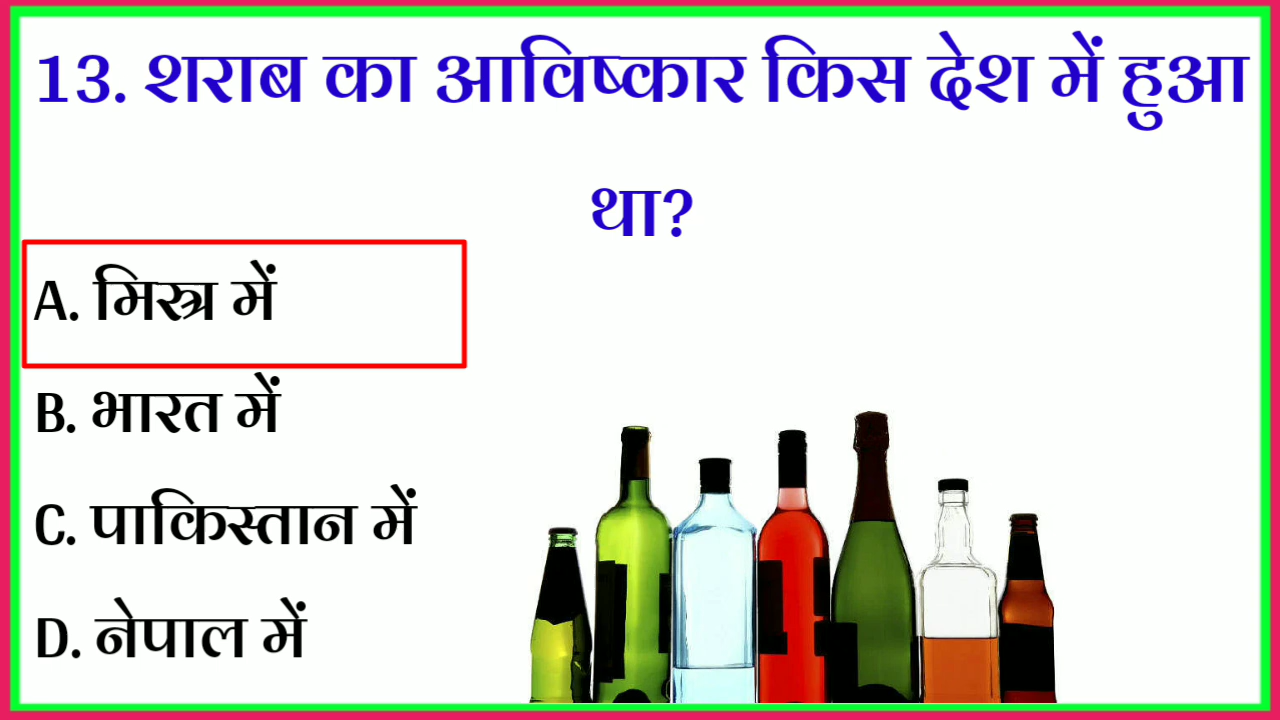 13. शराब का आविष्कार किस देश में हुआ
था?
A. मिस्र में
B. भारत में
C. पाकिस्तान में
D. नेपाल में